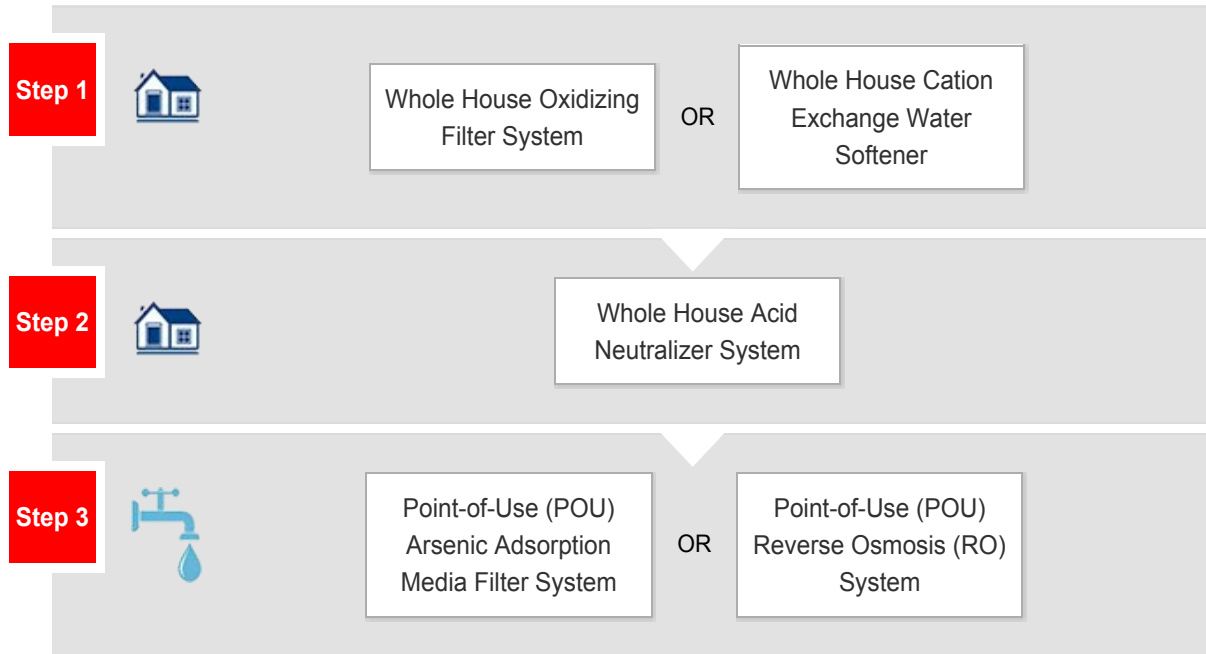 Step 1
Whole House Oxidizing
Filter System
OR
Whole House Cation
Exchange Water
Softener
Step 2
Whole House Acid
Neutralizer System
Step 3
Point-of-Use (POU)
Arsenic Adsorption
Media Filter System
OR
Point-of-Use (POU)
Reverse Osmosis (RO)
System